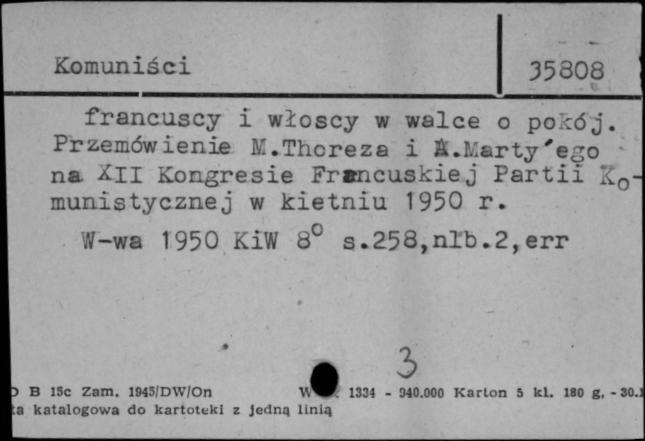 Komuniści 35808
francuscy i włoscy w walce o pokój.
Przemówienie M.Thoreza i A.Marty'ego
na XII Kongresie Francuskiej Partii Ko-
munistycznej w kietniu 1950 r.
W-wa 1950 KiW 8° s.258,nlb.2,err
3
B 15c Zam. 1945/DW/On 1334 - 940.000 Karton 5 kl. 180 g. -30.
katalogowa do kartoteki z jedną linią